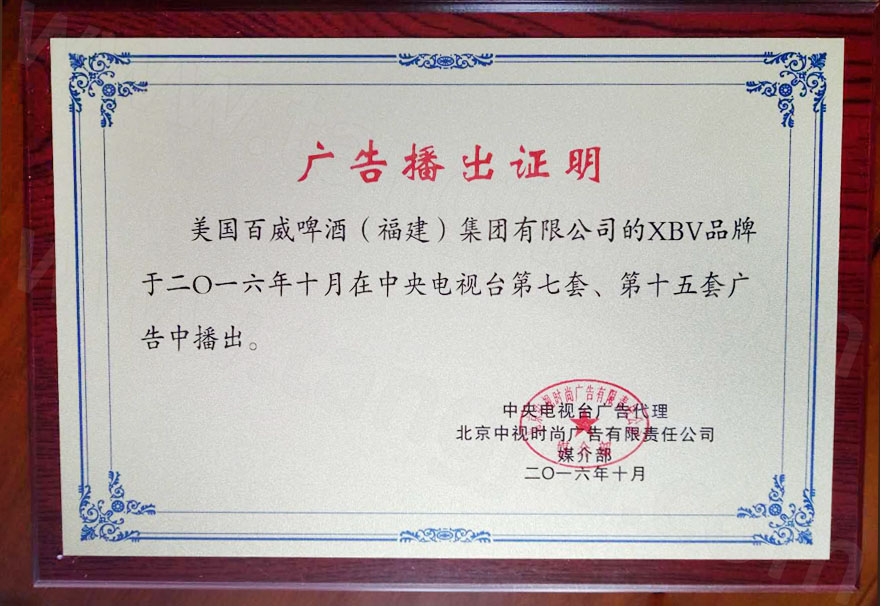 广告播出证明
美国百威啤酒（福建）集团有限公司的XBV品牌
于二〇一六年十月在中央电视台第七套、第十五套广
告中播出。
中央电视台广告代理
北京中视时尚广告有限责任公司
媒介部
二〇一六年十月